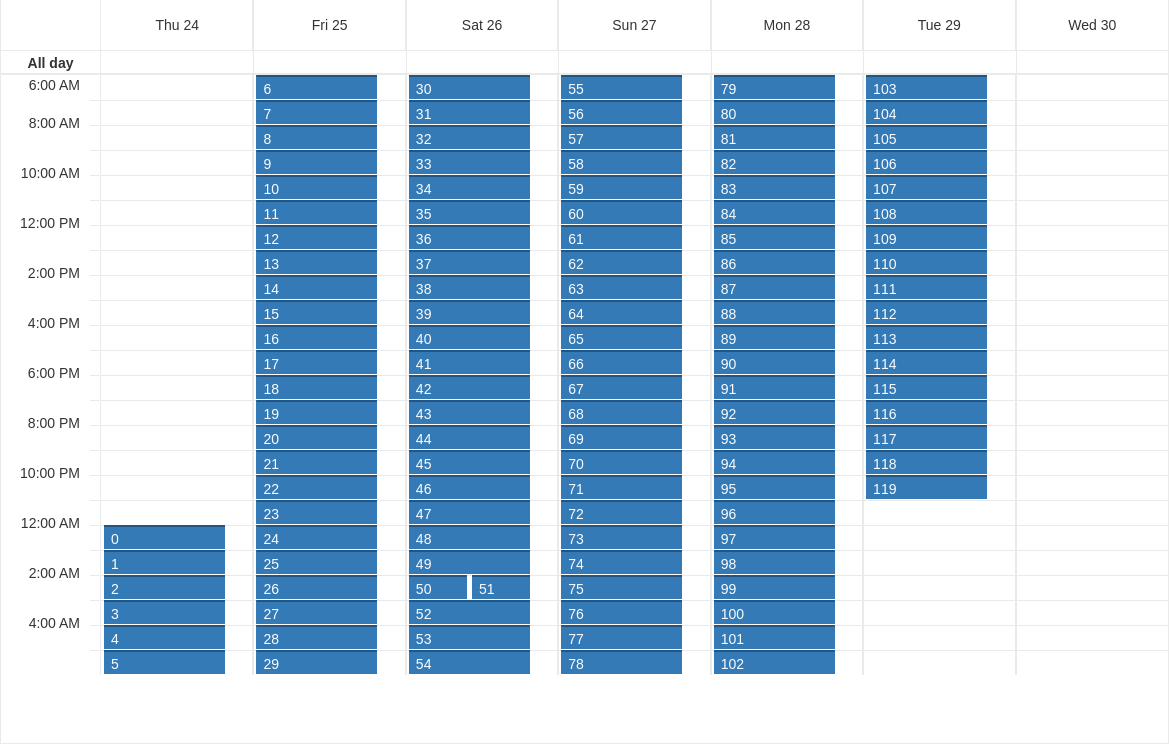 Thu 24 Fri 25 Sat 26 Sun 27 Mon 28 Tue 29 Wed 30
All day
6:00 AM 6 30 55 79 103
7 31 56 80 104
8:00 AM 8 32 57 81 105
9 33 58 82 106
10:00 AM 10 34 59 83 107
11 35 60 84 108
12:00 PM 12 36 61 85 109
13 37 62 86 110
2:00 PM 14 38 63 87 111
15 39 64 88 112
4:00 PM 16 40 65 89 113
17 41 66 90 114
6:00 PM 18 42 67 91 115
19 43 68 92 116
8:00 PM 20 44 69 93 117
21 45 70 94 118
10:00 PM 22 46 71 95 119
23 47 72 96
12:00 AM 0 24 48 73 97
1 25 49 74 98
2:00 AM 2 26 50 51 75 99
3 27 52 76 100
4:00 AM 4 28 53 77 101
5 29 54 78 102